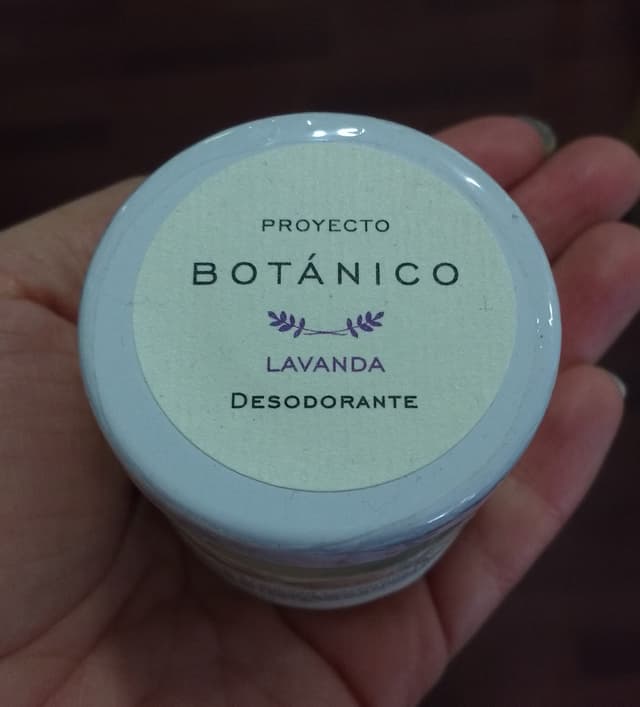 PROYECTO
BOTÁNICO
LAVANDA
DESODORANTE